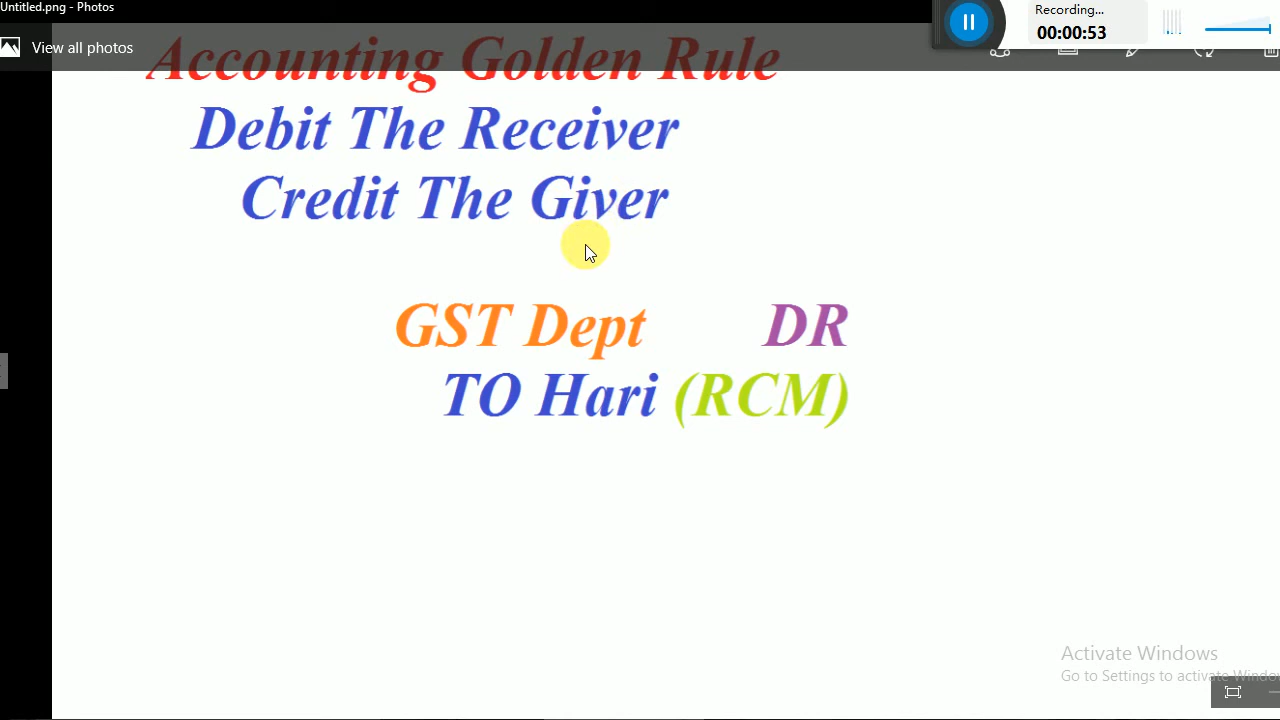 Untitled.png - Photos
Recording...
00:00:53
View all photos
Accounting Golden Rule
Debit The Receiver
Credit The Giver
GST Dept DR
TO Hari (RCM)
Activate Windows
Go to Settings to activate Windo